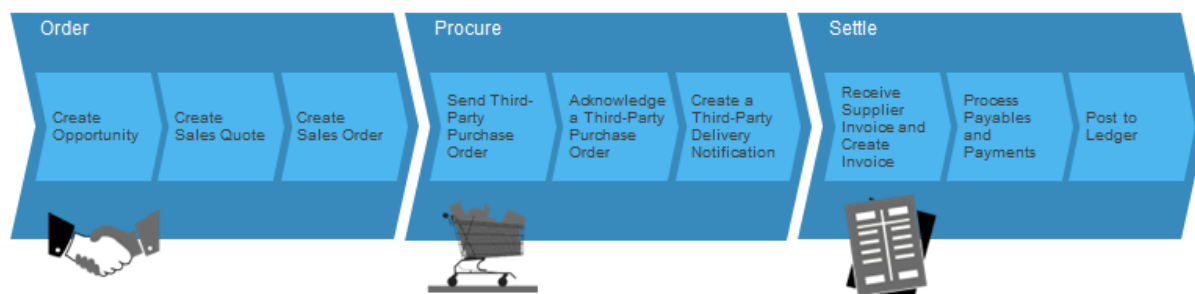 Order
Create
Opportunity
Create
Sales Quote
Create
Sales Order
Procure
Send Third-
Party
Purchase
Order
Acknowledge
a Third-Party
Purchase
Order
Create a
Third-Party
Delivery
Notification
Settle
Receive
Supplier
Invoice and
Create
Invoice
Process
Payables
and
Payments
Post to
Ledger